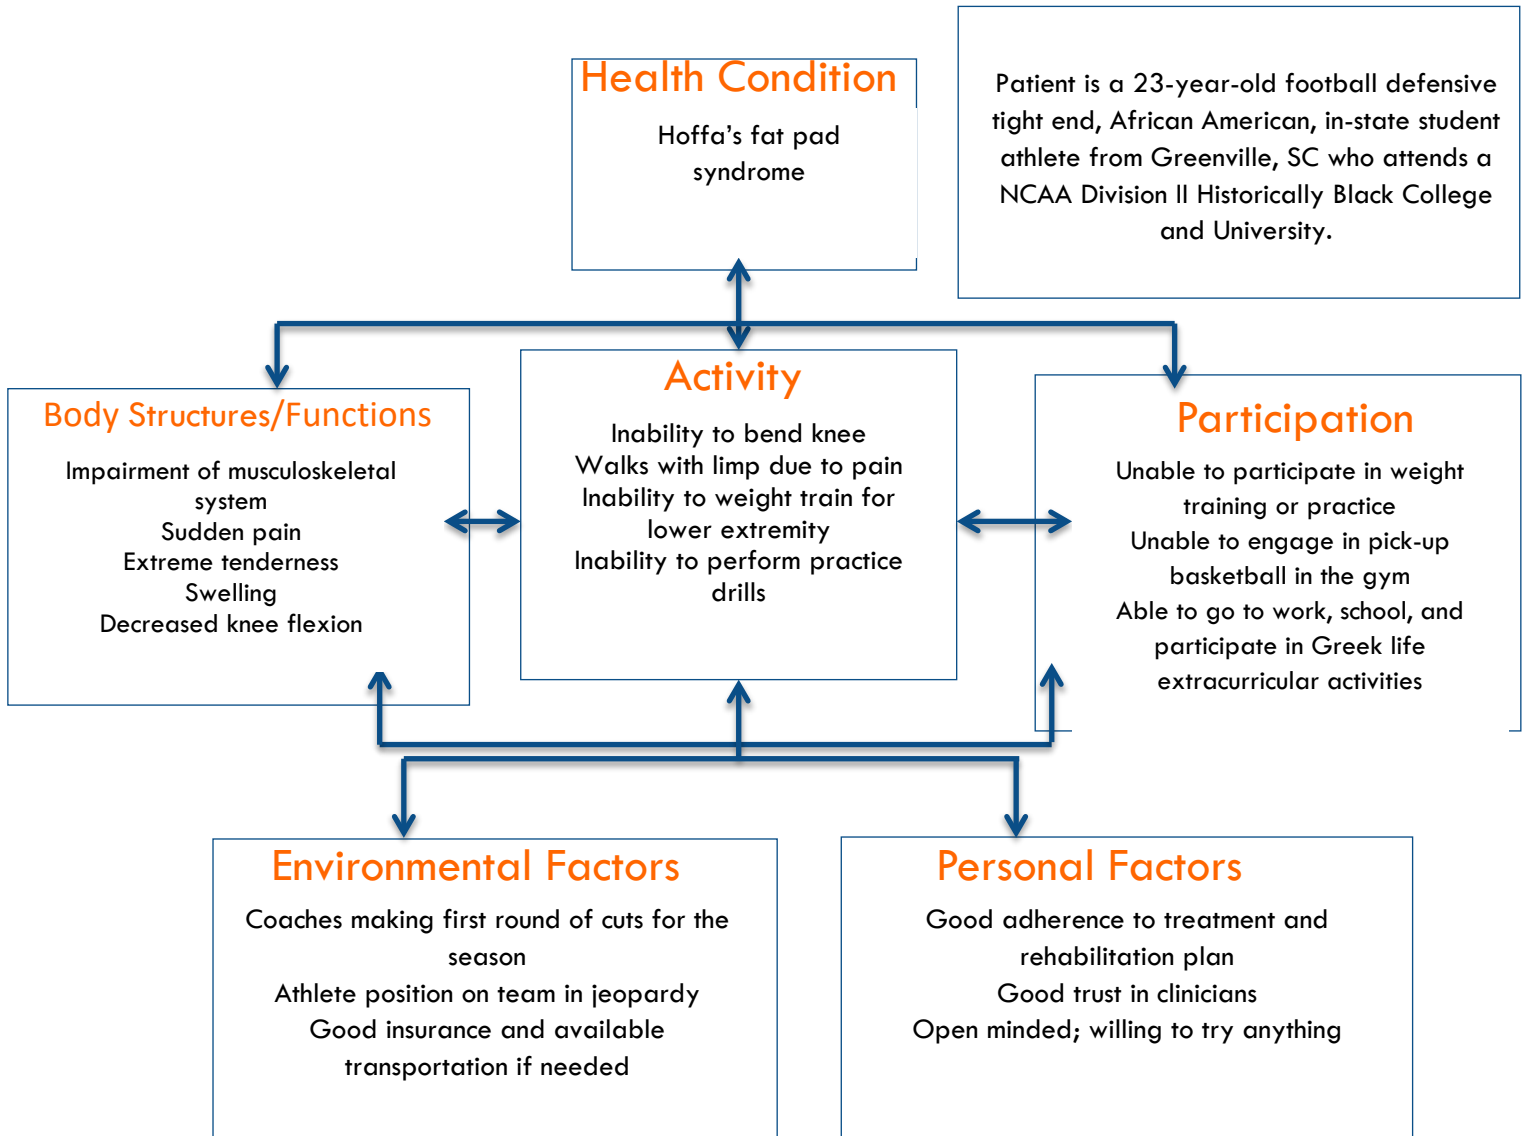 Health Condition
Hoffa's fat pad
syndrome
Patient is a 23-year-old football defensive
tight end, African American, in-state student
athlete from Greenville, SC who attends a
NCAA Division II Historically Black College
and University.
Body Structures/Functions
Impairment of musculoskeletal
system
Sudden pain
Extreme tenderness
Swelling
Decreased knee flexion
Activity
Inability to bend knee
Walks with limp due to pain
Inability to weight train for
lower extremity
Inability to perform practice
drills
Participation
Unable to participate in weight
training or practice
Unable to engage in pick-up
basketball in the gym
Able to go to work, school, and
participate in Greek life
extracurricular activities
Environmental Factors
Coaches making first round of cuts for the
season
Athlete position on team in jeopardy
Good insurance and available
transportation if needed
Personal Factors
Good adherence to treatment and
rehabilitation plan
Good trust in clinicians
Open minded; willing to try anything